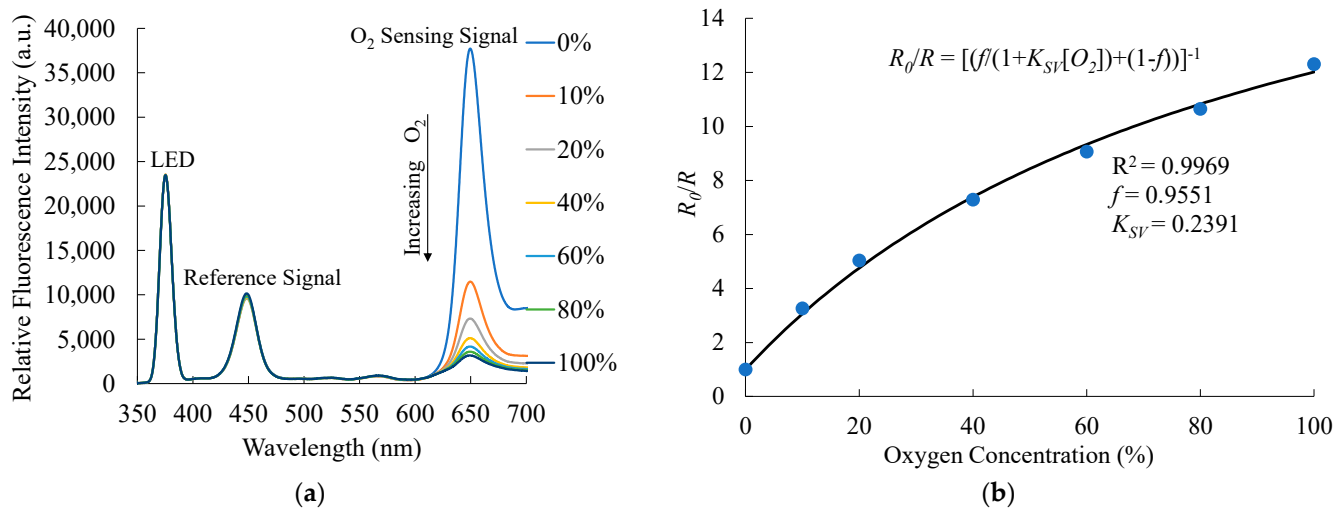 40,000
35,000
30,000
25,000
20,000
15,000
10,000
5,000
0
Relative Fluorescence Intensity (a.u.)
350 400 450 500 550 600 650 700
Wavelength (nm)
LED
Reference Signal
O₂ Sensing Signal
Increasing O₂
0%
10%
20%
40%
60%
80%
100%
(a)
14
12
10
8
6
4
2
0
R₀/R
0 20 40 60 80 100
Oxygen Concentration (%)
R₀/R = [(f/(1+K_SV[O₂])+(1-f))]⁻¹
R² = 0.9969
f = 0.9551
K_SV = 0.2391
(b)